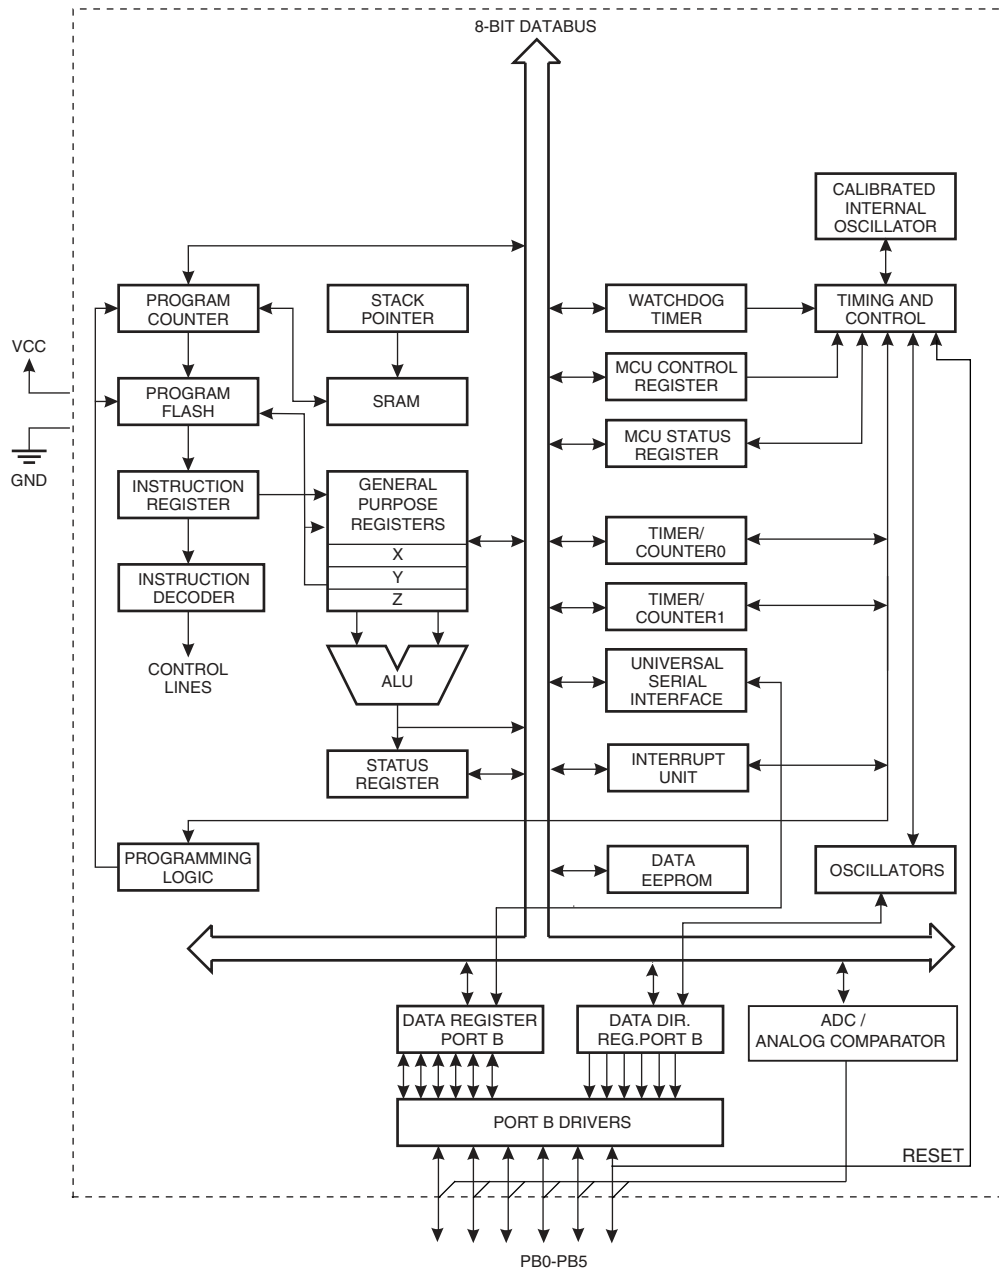 8-BIT DATABUS
CALIBRATED
INTERNAL
OSCILLATOR
PROGRAM
COUNTER
STACK
POINTER
WATCHDOG
TIMER
TIMING AND
CONTROL
VCC
PROGRAM
FLASH
SRAM
MCU CONTROL
REGISTER
MCU STATUS
REGISTER
GND
INSTRUCTION
REGISTER
GENERAL
PURPOSE
REGISTERS
X
Y
Z
TIMER/
COUNTER0
INSTRUCTION
DECODER
TIMER/
COUNTER1
CONTROL
LINES
ALU
UNIVERSAL
SERIAL
INTERFACE
STATUS
REGISTER
INTERRUPT
UNIT
PROGRAMMING
LOGIC
DATA
EEPROM
OSCILLATORS
DATA REGISTER
PORT B
DATA DIR.
REG.PORT B
ADC /
ANALOG COMPARATOR
PORT B DRIVERS
RESET
PB0-PB5